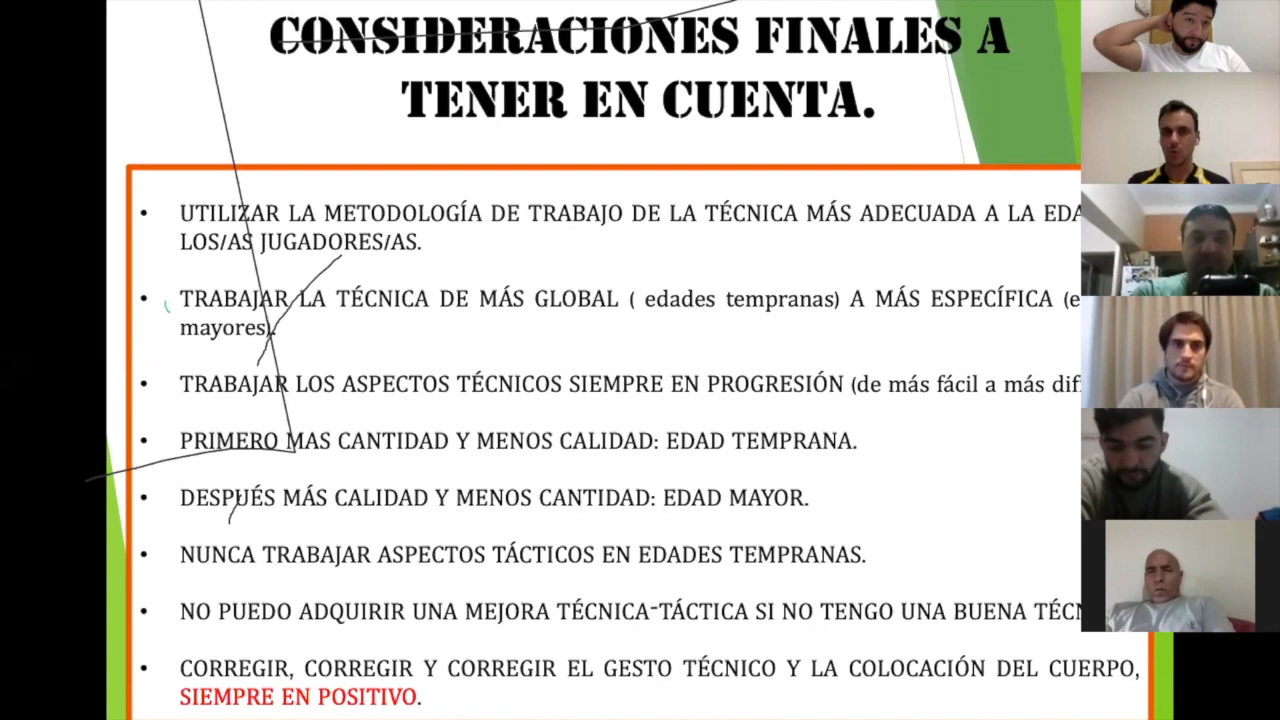 CONSIDERACIONES FINALES A
TENER EN CUENTA.
• UTILIZAR LA METODOLOGÍA DE TRABAJO DE LA TÉCNICA MÁS ADECUADA A LA
LOS/AS JUGADORES/AS.
• TRABAJAR LA TÉCNICA DE MÁS GLOBAL ( edades tempranas) A MÁS ESPECÍFICA
mayores).
• TRABAJAR LOS ASPECTOS TÉCNICOS SIEMPRE EN PROGRESIÓN (de más fácil a más
• PRIMERO MAS CANTIDAD Y MENOS CALIDAD: EDAD TEMPRANA.
• DESPUÉS MÁS CALIDAD Y MENOS CANTIDAD: EDAD MAYOR.
• NUNCA TRABAJAR ASPECTOS TÁCTICOS EN EDADES TEMPRANAS.
• NO PUEDO ADQUIRIR UNA MEJORA TÉCNICA-TÁCTICA SI NO TENGO UNA BUENA
• CORREGIR, CORREGIR Y CORREGIR EL GESTO TÉCNICO Y LA COLOCACIÓN DEL CUERPO,
SIEMPRE EN POSITIVO.